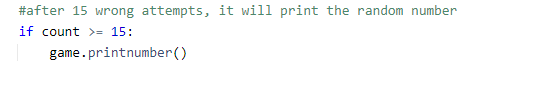 #after 15 wrong attempts, it will print the random number
if count >= 15:
    game.printnumber()